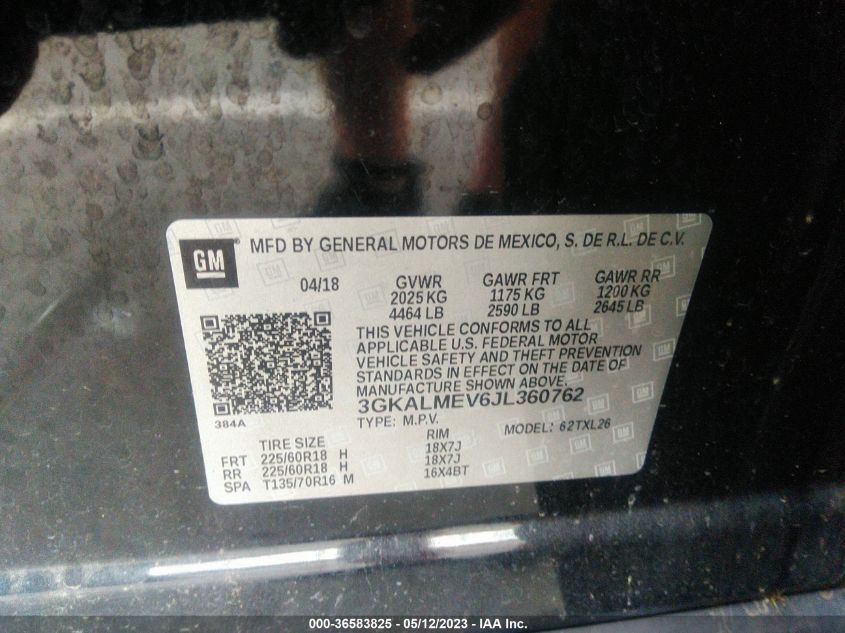 GM
MFD BY GENERAL MOTORS DE MEXICO, S. DE R.L. DE C.V.
04/18 GVWR GAWR FRT GAWR RR
2025 KG 1175 KG 1200 KG
4464 LB 2590 LB 2645 LB
THIS VEHICLE CONFORMS TO ALL
APPLICABLE U.S. FEDERAL MOTOR
VEHICLE SAFETY AND THEFT PREVENTION
STANDARDS IN EFFECT ON THE DATE OF
MANUFACTURE SHOWN ABOVE.
3GKALMEV6JL360762
384A
TYPE: M.P.V. MODEL: 62TXL26
TIRE SIZE RIM
FRT 225/60R18 H 18X7J
RR 225/60R18 H 18X7J
SPA T135/70R16 M 16X4BT
000-36583825 - 05/12/2023 - IAA Inc.